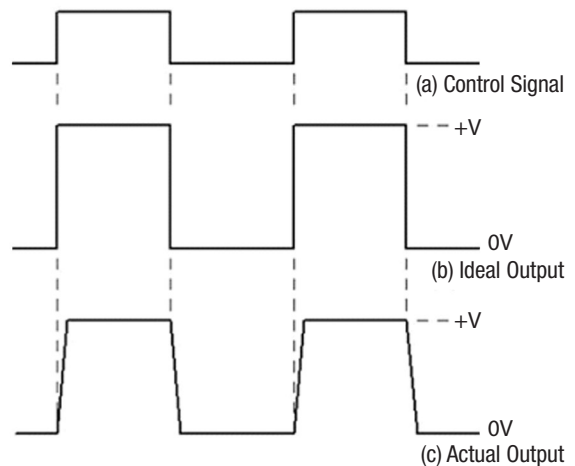 (a) Control Signal
+V
0V
(b) Ideal Output
+V
0V
(c) Actual Output